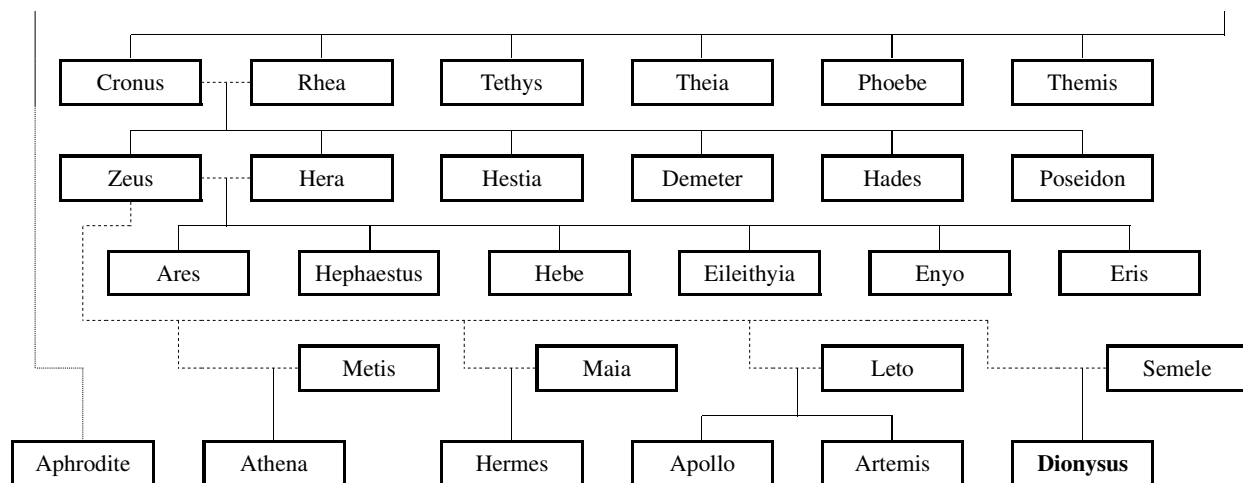 Cronus Rhea Tethys Theia Phoebe Themis
Zeus Hera Hestia Demeter Hades Poseidon
Ares Hephaestus Hebe Eileithyia Enyo Eris
Metis Maia Leto Semele
Aphrodite Athena Hermes Apollo Artemis Dionysus